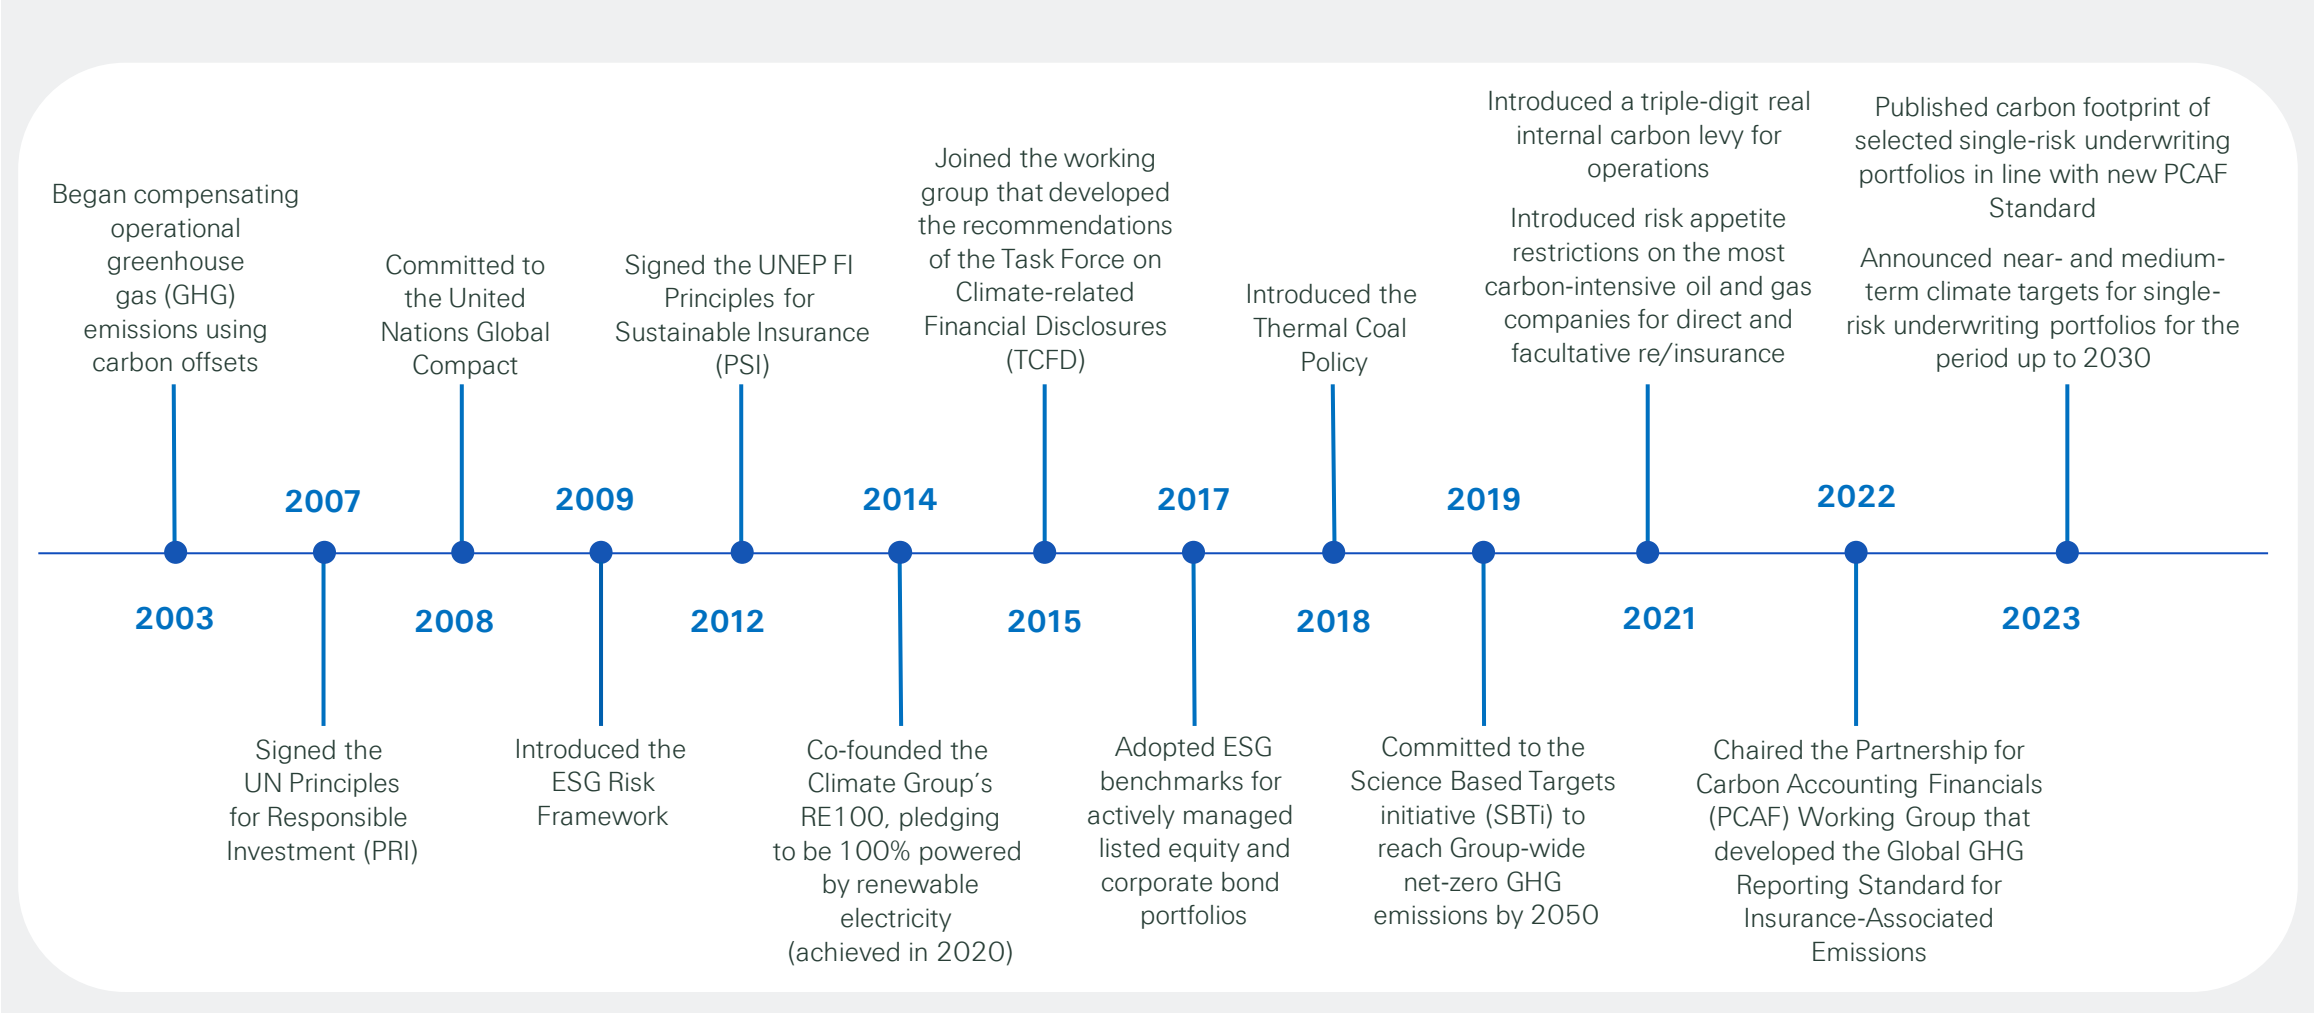 Began compensating
operational
greenhouse
gas (GHG)
emissions using
carbon offsets
2003
2007
Signed the
UN Principles
for Responsible
Investment (PRI)
Committed to
the United
Nations Global
Compact
2008
2009
Introduced the
ESG Risk
Framework
Signed the UNEP FI
Principles for
Sustainable Insurance
(PSI)
2012
2014
Co-founded the
Climate Group's
RE100, pledging
to be 100% powered
by renewable
electricity
(achieved in 2020)
Joined the working
group that developed
the recommendations
of the Task Force on
Climate-related
Financial Disclosures
(TCFD)
2015
2017
Adopted ESG
benchmarks for
actively managed
listed equity and
corporate bond
portfolios
Introduced the
Thermal Coal
Policy
2018
2019
Committed to the
Science Based Targets
initiative (SBTi) to
reach Group-wide
net-zero GHG
emissions by 2050
Introduced a triple-digit real
internal carbon levy for
operations
Introduced risk appetite
restrictions on the most
carbon-intensive oil and gas
companies for direct and
facultative re/insurance
2021
2022
Chaired the Partnership for
Carbon Accounting Financials
(PCAF) Working Group that
developed the Global GHG
Reporting Standard for
Insurance-Associated
Emissions
Published carbon footprint of
selected single-risk underwriting
portfolios in line with new PCAF
Standard
Announced near- and medium-
term climate targets for single-
risk underwriting portfolios for the
period up to 2030
2023